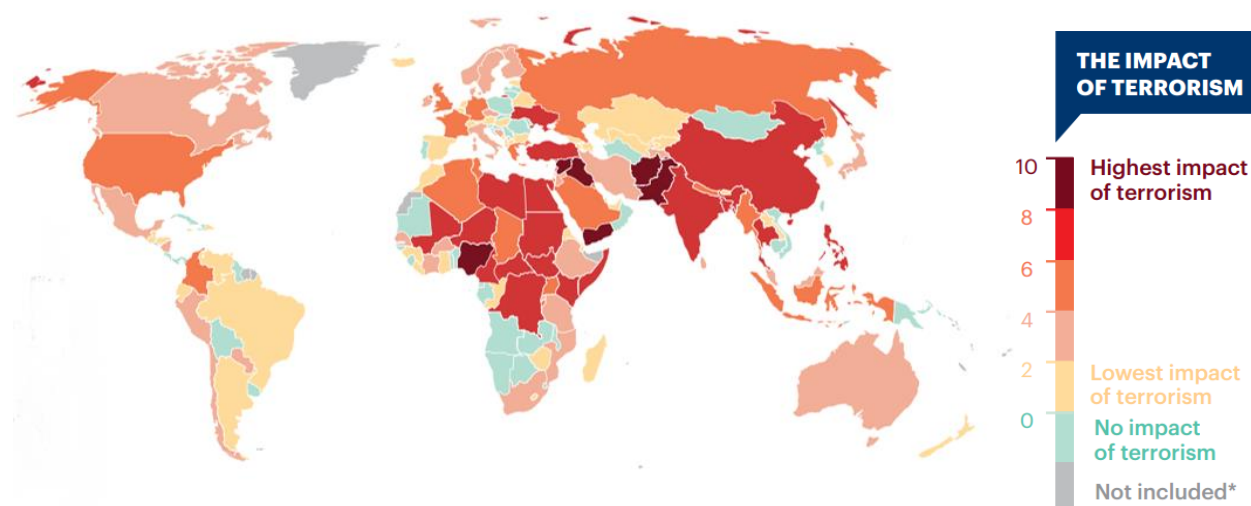 THE IMPACT
OF TERRORISM
10
Highest impact
of terrorism
8
6
4
2
Lowest impact
of terrorism
0
No impact
of terrorism
Not included*